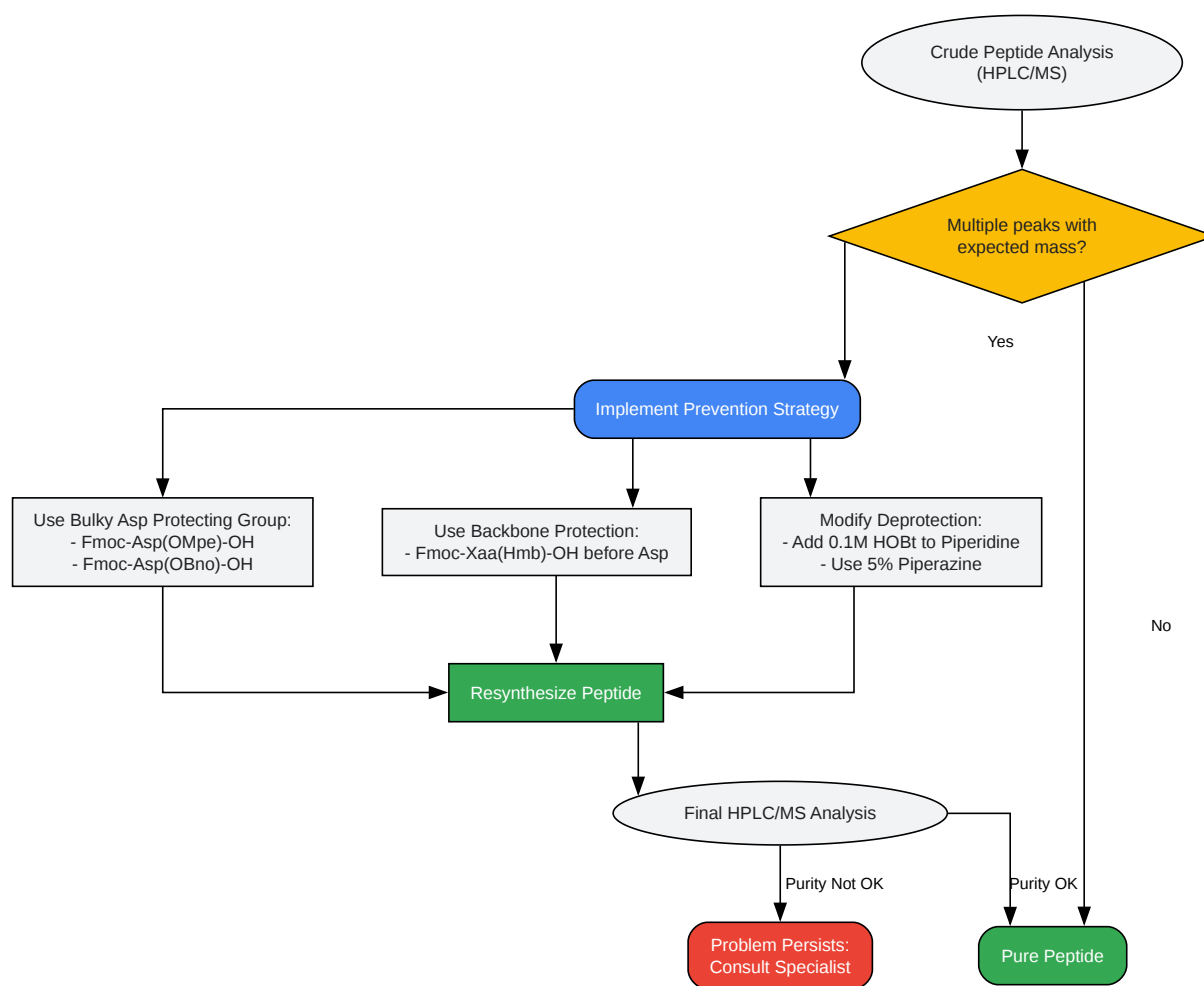 Crude Peptide Analysis
(HPLC/MS)
Multiple peaks with
expected mass?
Yes
Implement Prevention Strategy
Use Bulky Asp Protecting Group:
- Fmoc-Asp(OMpe)-OH
- Fmoc-Asp(OBno)-OH
Use Backbone Protection:
- Fmoc-Xaa(Hmb)-OH before Asp
Modify Deprotection:
- Add 0.1M HOBt to Piperidine
- Use 5% Piperazine
No
Resynthesize Peptide
Final HPLC/MS Analysis
Purity Not OK
Purity OK
Problem Persists:
Consult Specialist
Pure Peptide